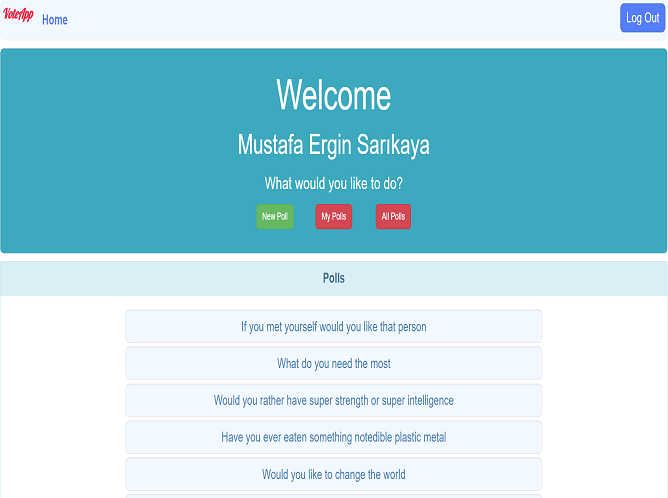 VoteApp Home Log Out
Welcome
Mustafa Ergin Sarıkaya
What would you like to do?
New Poll My Polls All Polls
Polls
If you met yourself would you like that person
What do you need the most
Would you rather have super strength or super intelligence
Have you ever eaten something notedible plastic metal
Would you like to change the world